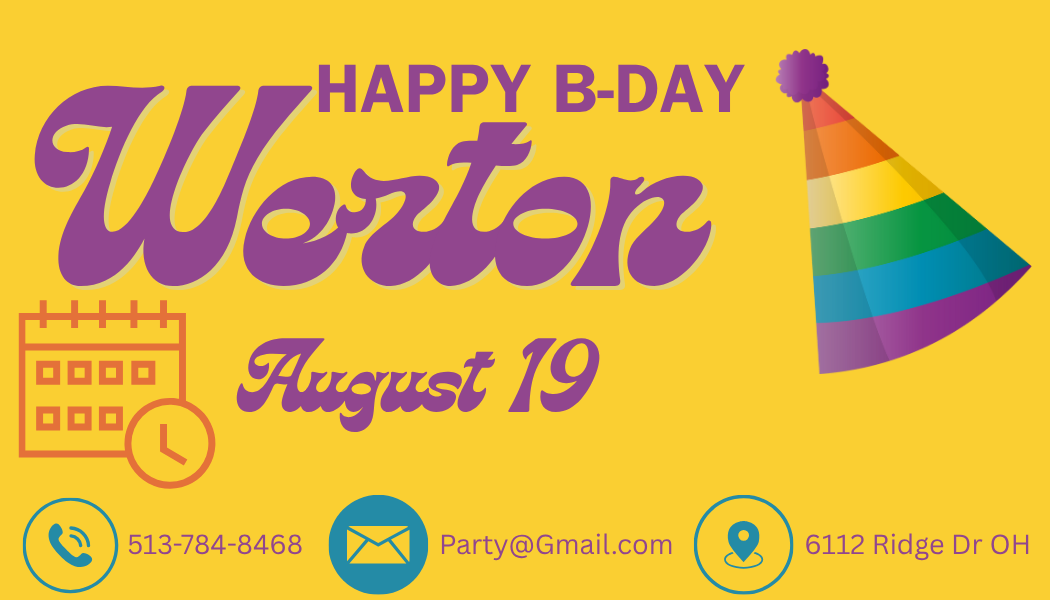 HAPPY B-DAY
Worton
August 19
513-784-8468
Party@Gmail.com
6112 Ridge Dr OH